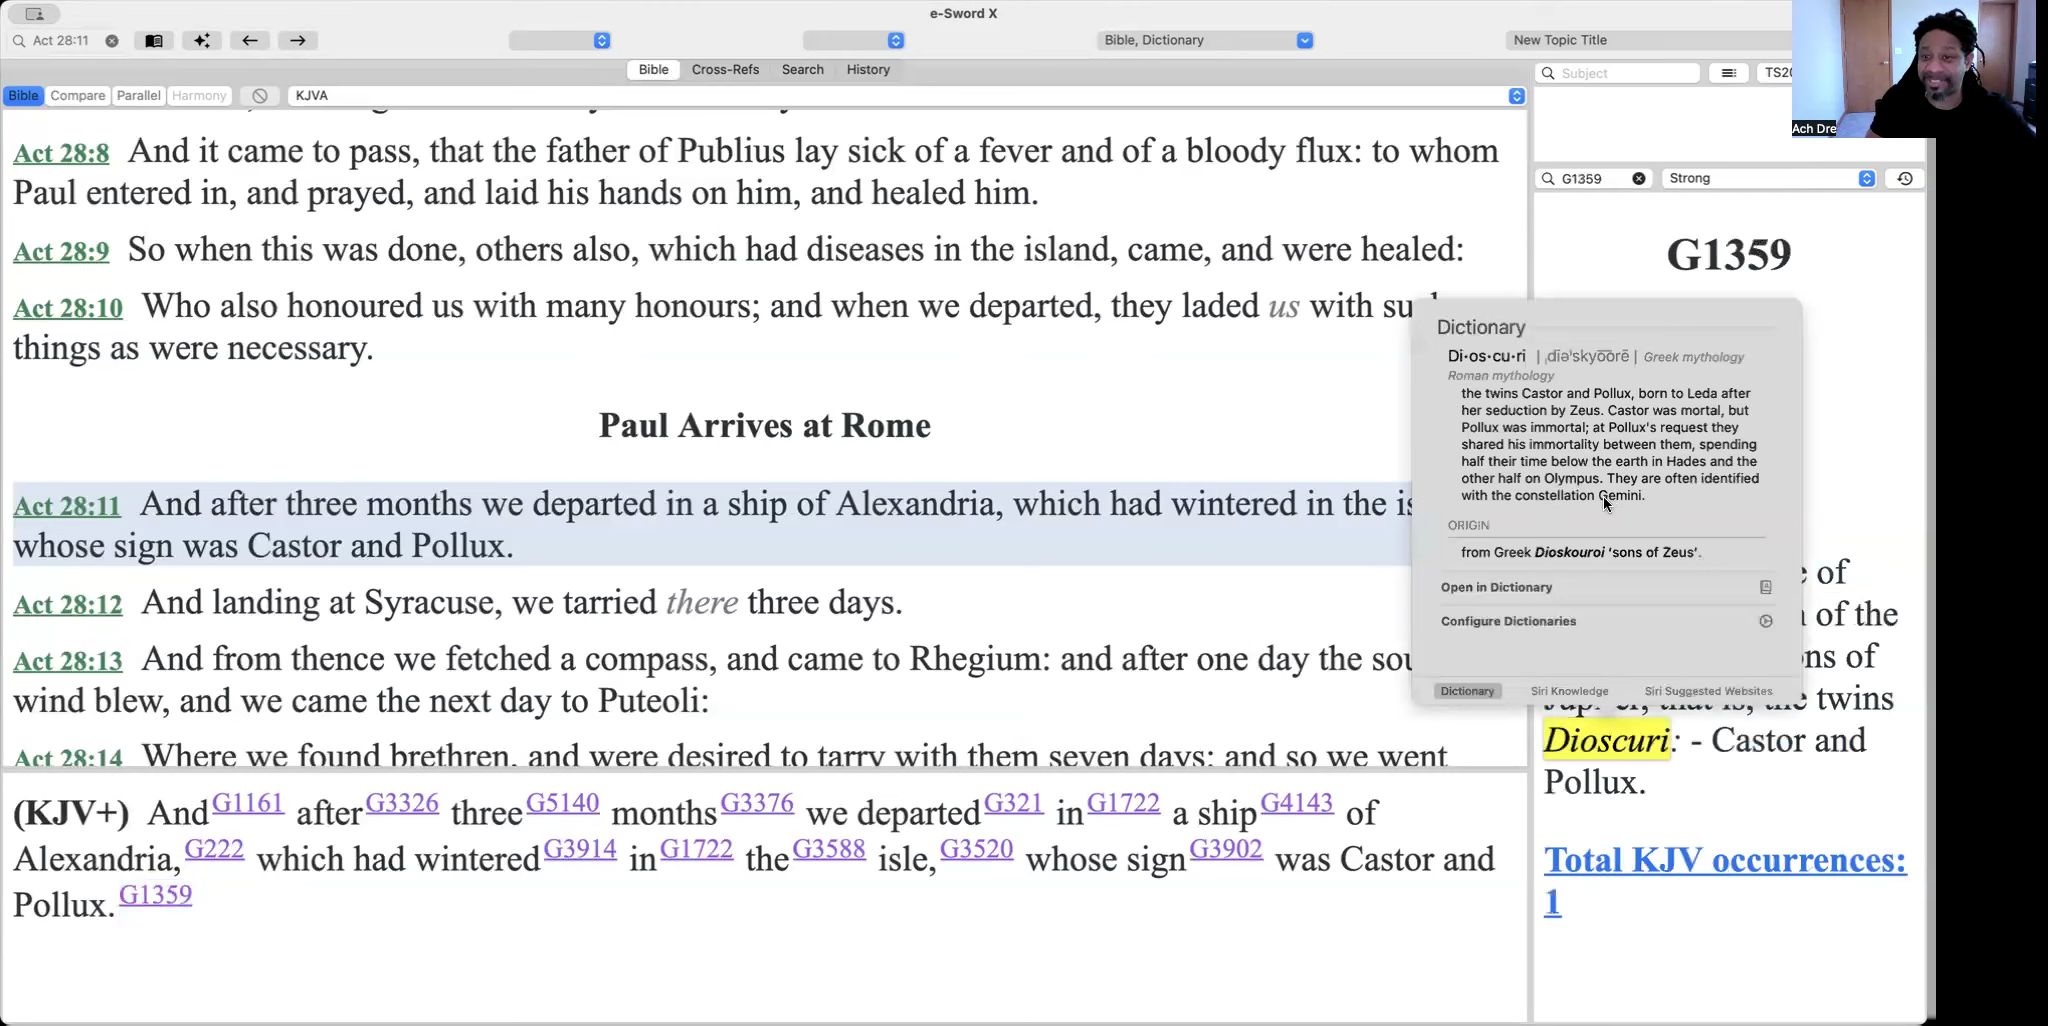 e-Sword X
Act 28:11
Bible, Dictionary
New Topic Title
Bible Cross-Refs Search History
Subject
TS20
Bible Compare Parallel Harmony KJVA
Ach Dre
Act 28:8 And it came to pass, that the father of Publius lay sick of a fever and of a bloody flux: to whom
Paul entered in, and prayed, and laid his hands on him, and healed him.
Act 28:9 So when this was done, others also, which had diseases in the island, came, and were healed:
Act 28:10 Who also honoured us with many honours; and when we departed, they laded us with su
things as were necessary.
Paul Arrives at Rome
Act 28:11 And after three months we departed in a ship of Alexandria, which had wintered in the is
whose sign was Castor and Pollux.
Act 28:12 And landing at Syracuse, we tarried there three days.
Act 28:13 And from thence we fetched a compass, and came to Rhegium: and after one day the sou
wind blew, and we came the next day to Puteoli:
Act 28:14 Where we found brethren, and were desired to tarry with them seven days: and so we went
(KJV+) And G1161 after G3326 three G5140 months G3376 we departed G321 in G1722 a ship G4143 of
Alexandria, G222 which had wintered G3914 in G1722 the G3588 isle, G3520 whose sign G3902 was Castor and
Pollux. G1359
G1359
Strong
G1359
Dictionary
Di·os·cu·ri | ˌdīəˈskyo͝orē | Greek mythology
Roman mythology
the twins Castor and Pollux, born to Leda after
her seduction by Zeus. Castor was mortal, but
Pollux was immortal; at Pollux's request they
shared his immortality between them, spending
half their time below the earth in Hades and the
other half on Olympus. They are often identified
with the constellation Gemini.
ORIGIN
from Greek Dioskouroi 'sons of Zeus'.
Open in Dictionary
Configure Dictionaries
Dictionary Siri Knowledge Siri Suggested Websites
of
of the
ns of
twins
Dioscuri: - Castor and
Pollux.
Total KJV occurrences:
1